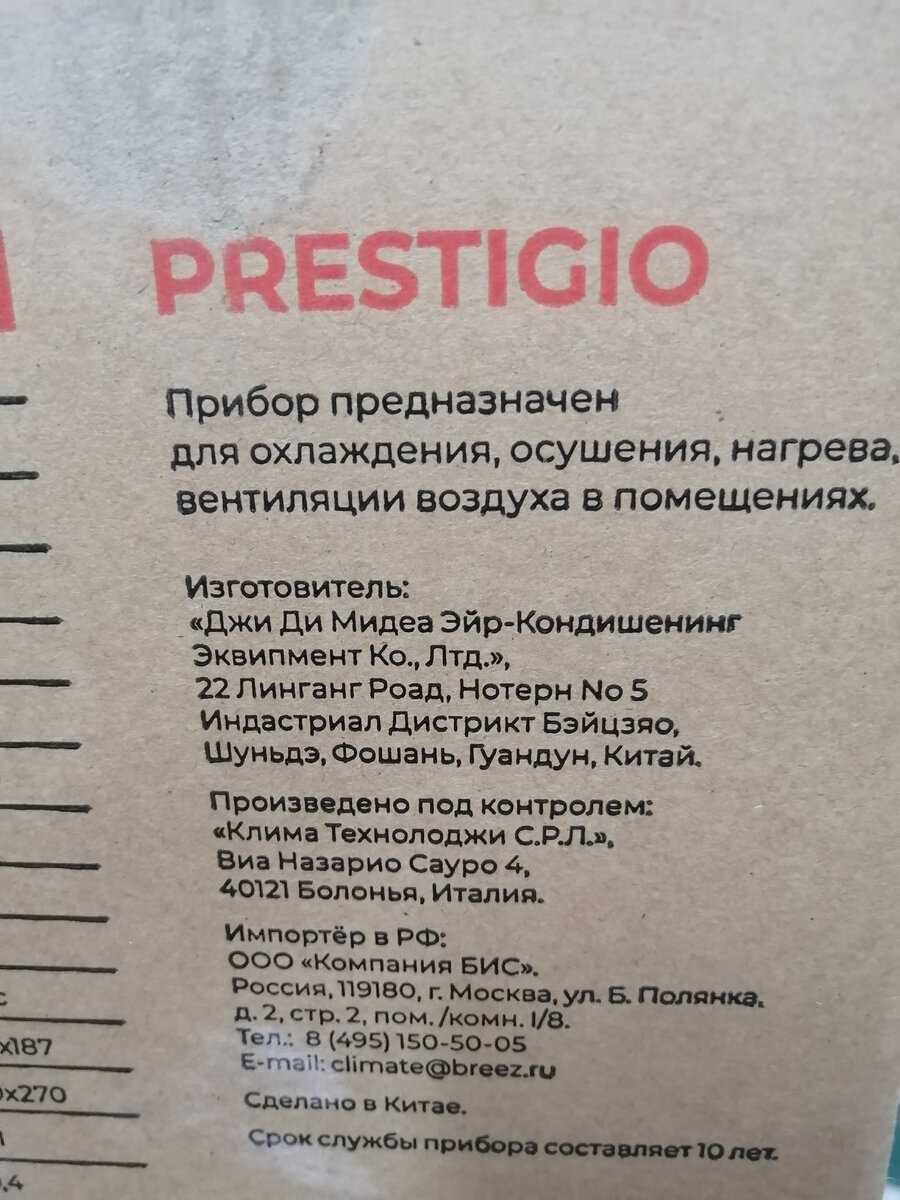 PRESTIGIO
Прибор предназначен
для охлаждения, осушения, нагрева,
вентиляции воздуха в помещениях.
Изготовитель:
«Джи Ди Мидеа Эйр-Кондишенинг
Эквипмент Ко., Лтд.»,
22 Линганг Роад, Нотерн No 5
Индастриал Дистрикт Бэйцзяо,
Шуньдэ, Фошань, Гуандун, Китай.
Произведено под контролем:
«Клима Технолоджи С.Р.Л.»,
Виа Назарио Сауро 4,
40121 Болонья, Италия.
Импортёр в РФ:
ООО «Компания БИС».
Россия, 119180, г. Москва, ул. Б. Полянка,
д. 2, стр. 2, пом. /комн. I/8.
Тел.: 8 (495) 150-50-05
E-mail: climate@breez.ru
Сделано в Китае.
Срок службы прибора составляет 10 лет.
x187
x270
,4